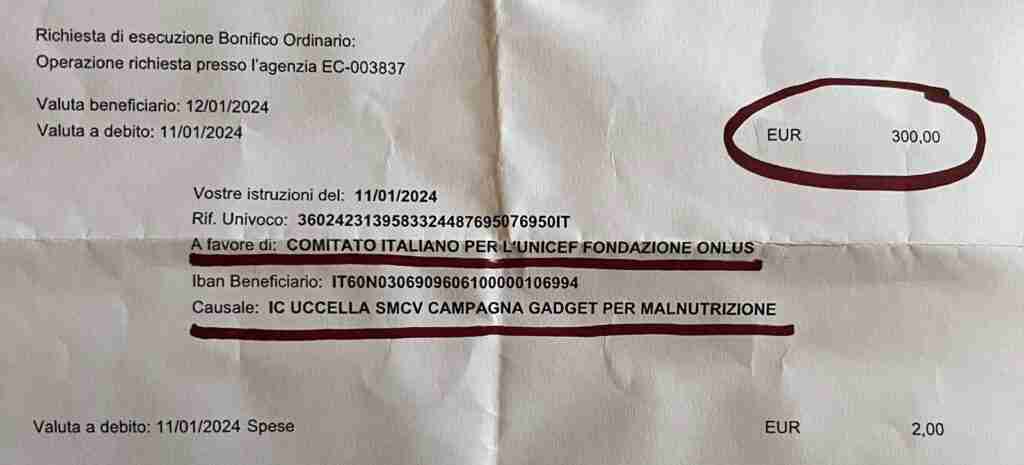 Richiesta di esecuzione Bonifico Ordinario:
Operazione richiesta presso l'agenzia EC-003837
Valuta beneficiario: 12/01/2024
Valuta a debito: 11/01/2024 EUR 300,00
Vostre istruzioni del: 11/01/2024
Rif. Univoco: 360242313958332448769507695​0IT
A favore di: COMITATO ITALIANO PER L'UNICEF FONDAZIONE ONLUS
Iban Beneficiario: IT60N0306909606100000106994
Causale: IC UCCELLA SMCV CAMPAGNA GADGET PER MALNUTRIZIONE
Valuta a debito: 11/01/2024 Spese EUR 2,00